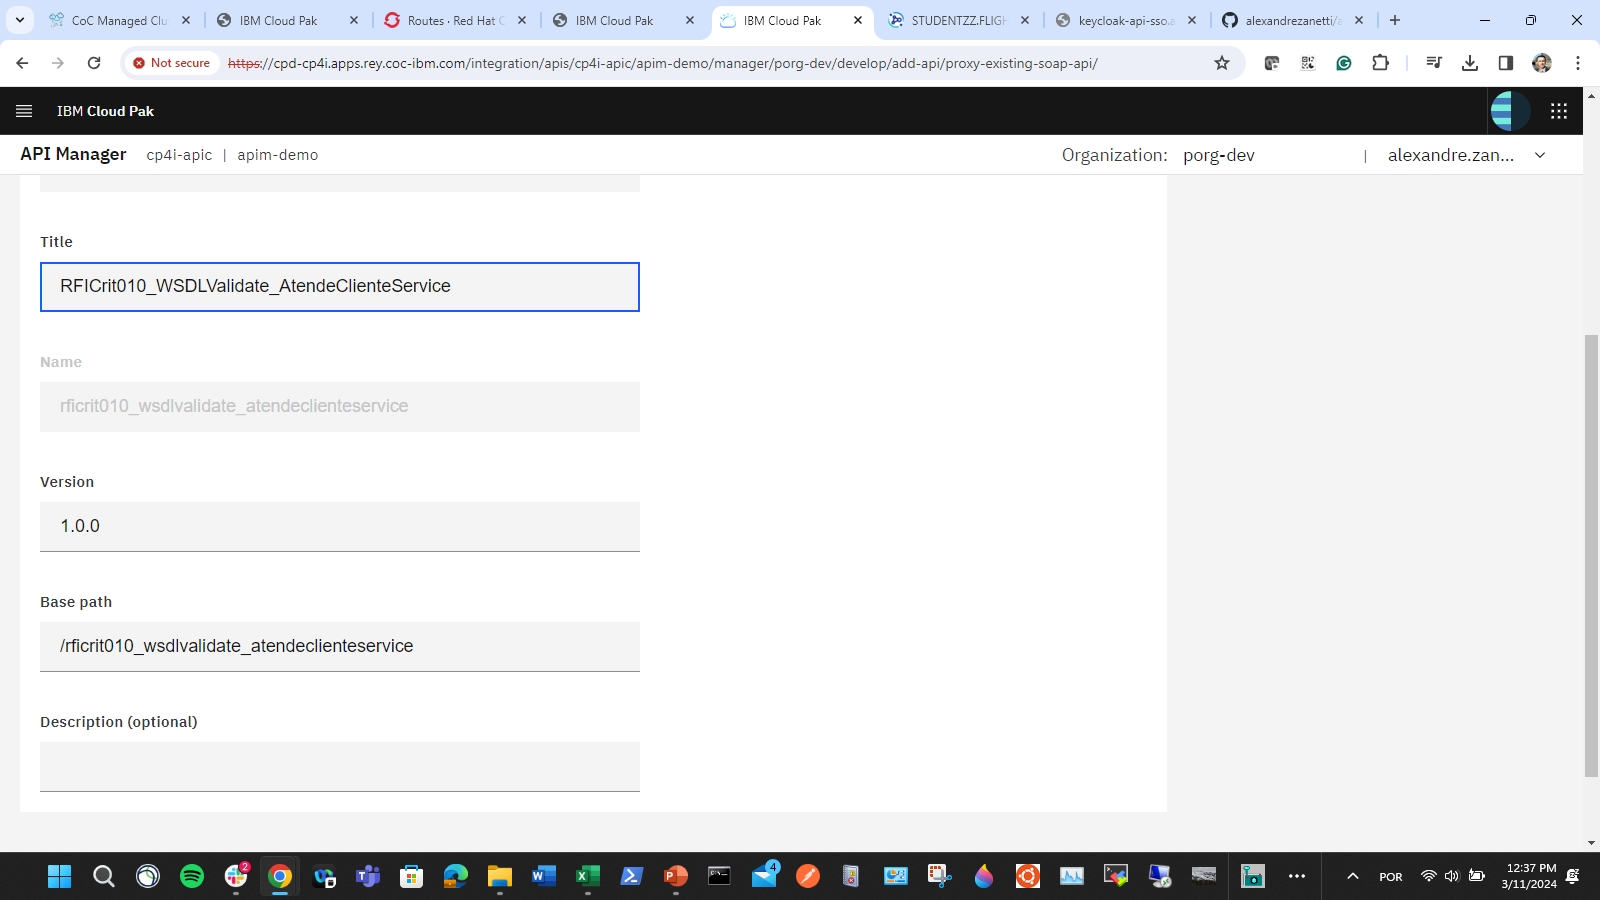 CoC Managed Clu
IBM Cloud Pak
Routes · Red Hat C
IBM Cloud Pak
IBM Cloud Pak
STUDENTZZ.FLIGH
keycloak-api-sso.a
alexandrezanetti/a
Not secure
https://cpd-cp4i.apps.rey.coc-ibm.com/integration/apis/cp4i-apic/apim-demo/manager/porg-dev/develop/add-api/proxy-existing-soap-api/
IBM Cloud Pak
API Manager cp4i-apic | apim-demo
Organization: porg-dev | alexandre.zan...
Title
RFICrit010_WSDLValidate_AtendeClienteService
Name
rficrit010_wsdlvalidate_atendeclienteservice
Version
1.0.0
Base path
/rficrit010_wsdlvalidate_atendeclienteservice
Description (optional)
2
4
POR
12:37 PM
3/11/2024